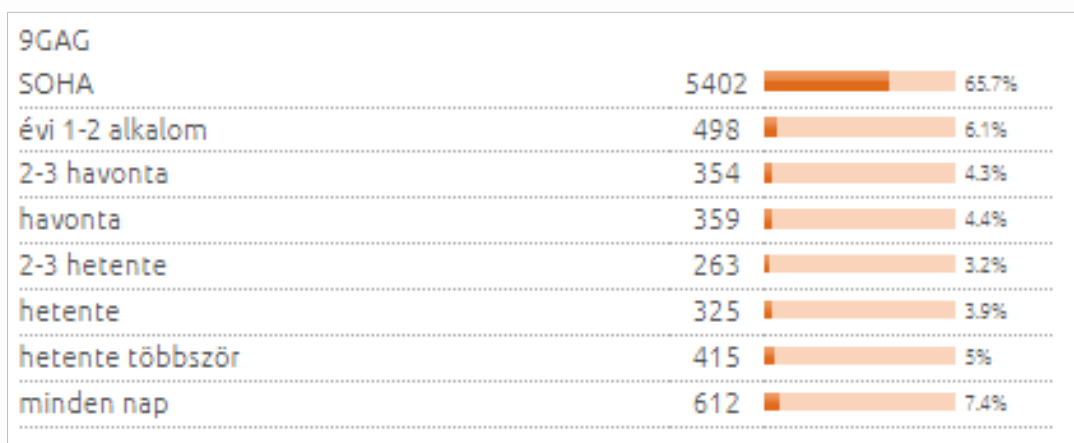 9GAG
SOHA 5402 65.7%
évi 1-2 alkalom 498 6.1%
2-3 havonta 354 4.3%
havonta 359 4.4%
2-3 hetente 263 3.2%
hetente 325 3.9%
hetente többször 415 5%
minden nap 612 7.4%